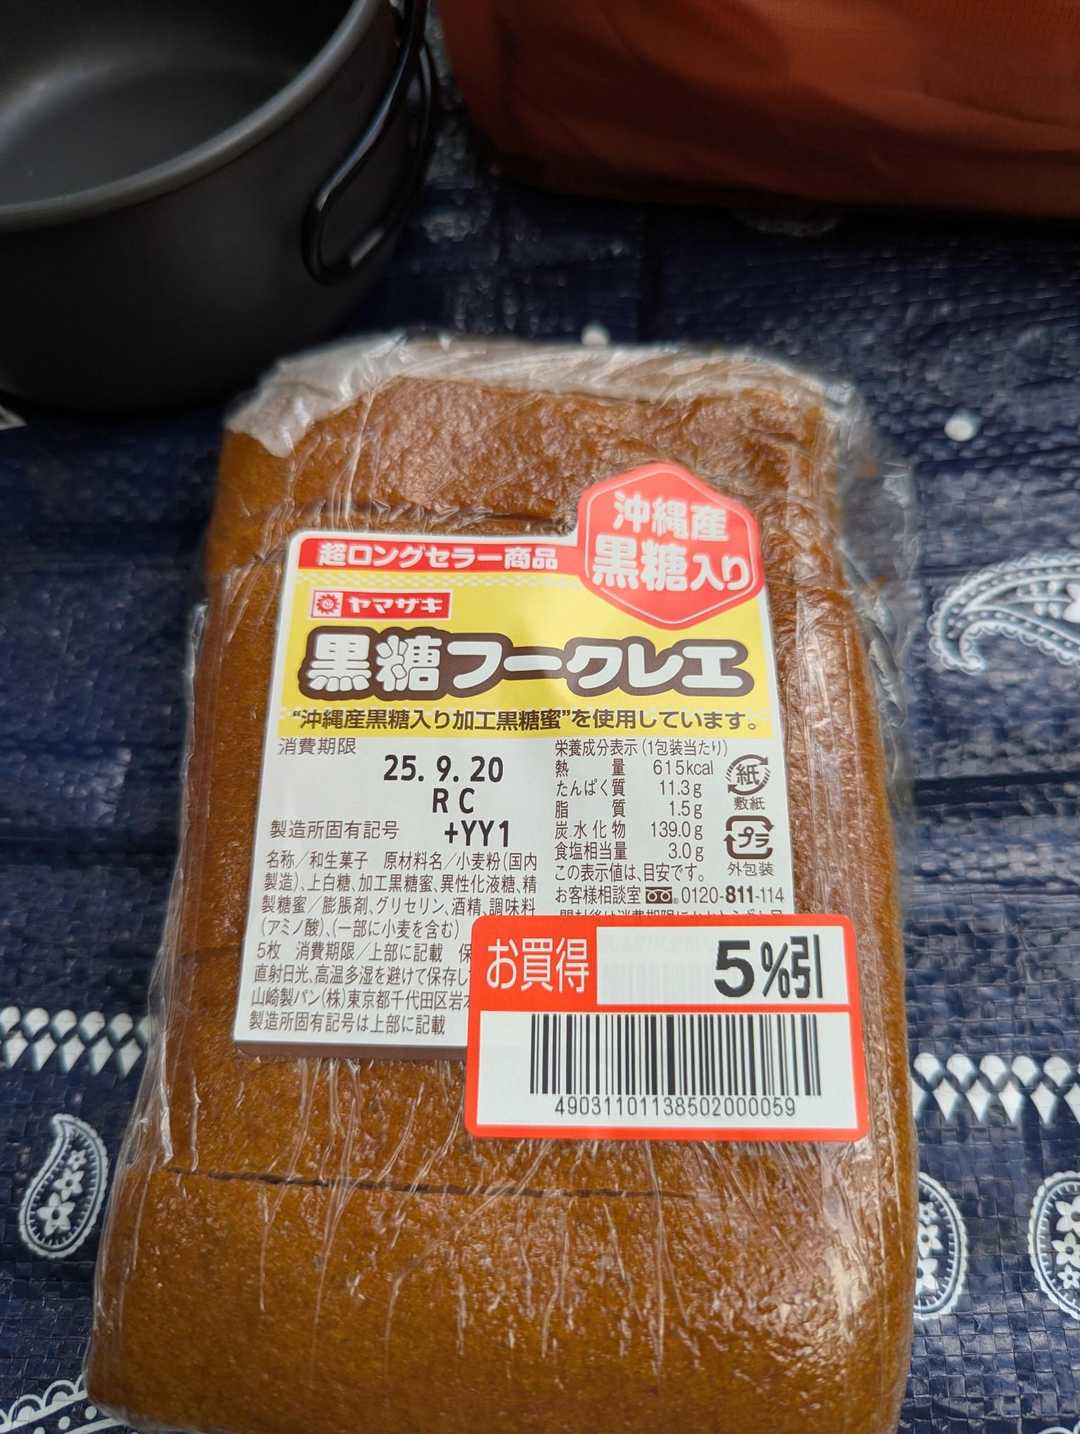 沖縄産
黒糖入り
超ロングセラー商品
ヤマザキ
黒糖フークレエ
“沖縄産黒糖入り加工黒糖蜜”を使用しています。
消費期限
25. 9. 20
R C
製造所固有記号 +YY1
名称／和生菓子 原材料名／小麦粉(国内
製造)、上白糖、加工黒糖蜜、異性化液糖、精
製糖蜜／膨脹剤、グリセリン、酒精、調味料
(アミノ酸)、(一部に小麦を含む)
5枚 消費期限／上部に記載 保
直射日光、高温多湿を避けて保存し
山崎製パン(株)東京都千代田区岩本
製造所固有記号は上部に記載
栄養成分表示(1包装当たり)
熱量 615kcal
たんぱく質 11.3g
脂質 1.5g
炭水化物 139.0g
食塩相当量 3.0g
この表示値は、目安です。
お客様相談室 0120-811-114
紙
敷紙
プラ
外包装
お買得 5%引
4903110113850200059